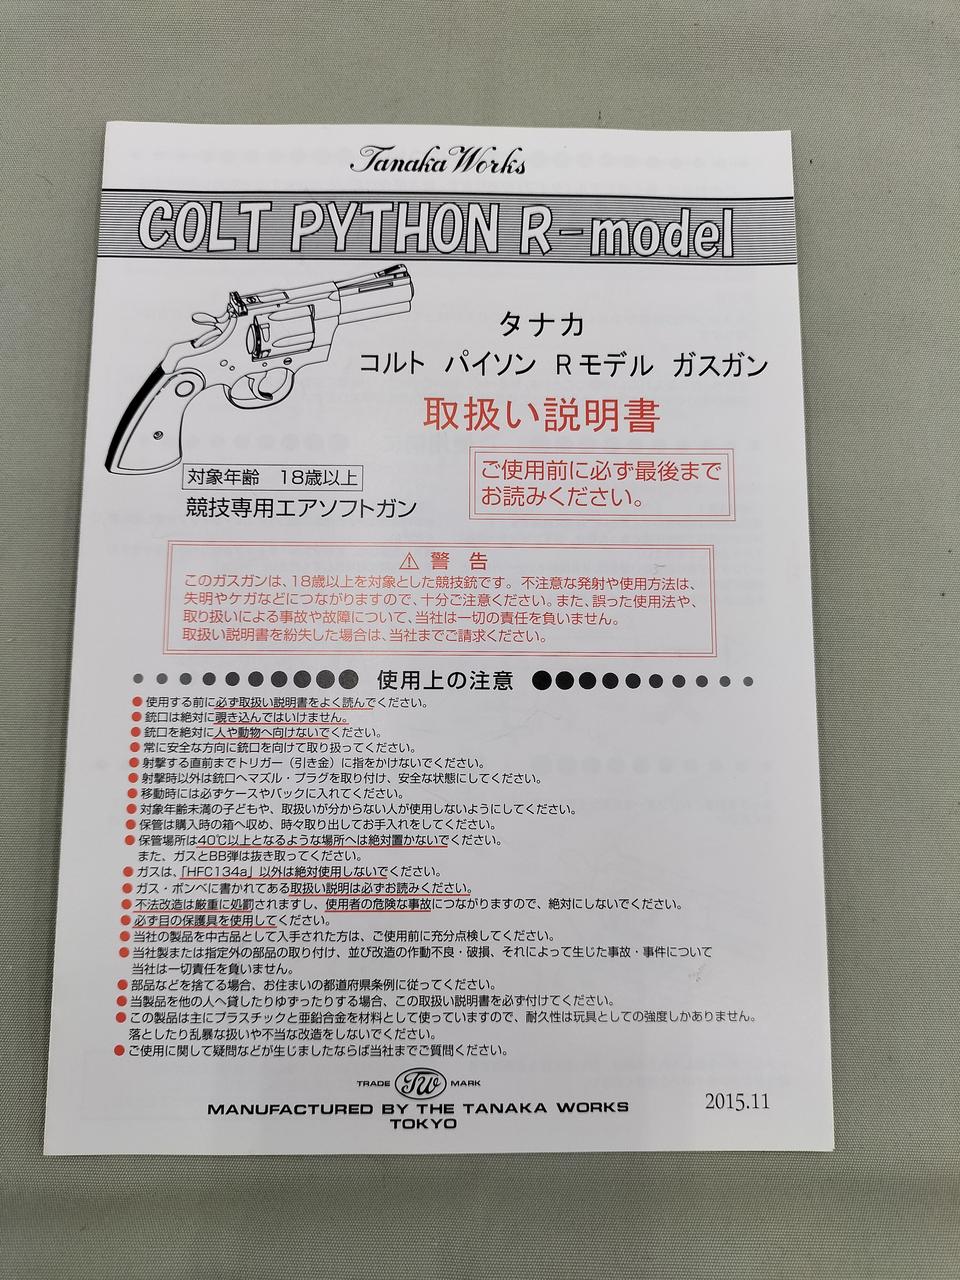 Tanaka Works
COLT PYTHON R-model
タナカ
コルト パイソン Rモデル ガスガン
取扱い説明書
対象年齢 18歳以上
競技専用エアソフトガン
ご使用前に必ず最後まで
お読みください。
⚠ 警告
このガスガンは、18歳以上を対象とした競技銃です。不注意な発射や使用方法は、
失明やケガなどにつながりますので、十分ご注意ください。また、誤った使用法や、
取り扱いによる事故や故障について、当社は一切の責任を負いません。
取扱い説明書を紛失した場合は、当社までご請求ください。
使用上の注意
●使用する前に必ず取扱い説明書をよく読んでください。
●銃口は絶対に覗き込んではいけません。
●銃口を絶対に人や動物へ向けないでください。
●常に安全な方向に銃口を向けて取り扱ってください。
●射撃する直前までトリガー（引き金）に指をかけないでください。
●射撃時以外は銃口へマズル・プラグを取り付け、安全な状態にしてください。
●移動時には必ずケースやバックに入れてください。
●対象年齢未満の子どもや、取扱いが分からない人が使用しないようにしてください。
●保管は購入時の箱へ収め、時々取り出してお手入れをしてください。
●保管場所は40℃以上となるような場所へは絶対置かないでください。
また、ガスとBB弾は抜き取ってください。
●ガスは、「HFC134a」以外は絶対使用しないでください。
●ガス・ボンベに書かれてある取扱い説明は必ずお読みください。
●不法改造は厳重に処罰されますし、使用者の危険な事故につながりますので、絶対にしないでください。
●必ず目の保護具を使用してください。
●当社の製品を中古品として入手された方は、ご使用前に充分点検してください。
●当社製または指定外の部品の取り付け、並び改造の作動不良・破損、それによって生じた事故・事件について
当社は一切責任を負いません。
●部品などを捨てる場合、お住まいの都道府県条例に従ってください。
●当製品を他の人へ貸したりゆずったりする場合、この取扱い説明書を必ず付けてください。
●この製品は主にプラスチックと亜鉛合金を材料として使っていますので、耐久性は玩具としての強度しかありません。
落としたり乱暴な扱いや不当な改造をしないでください。
●ご使用に関して疑問などが生じましたならば当社までご質問ください。
TRADE TW MARK
MANUFACTURED BY THE TANAKA WORKS
TOKYO
2015.11